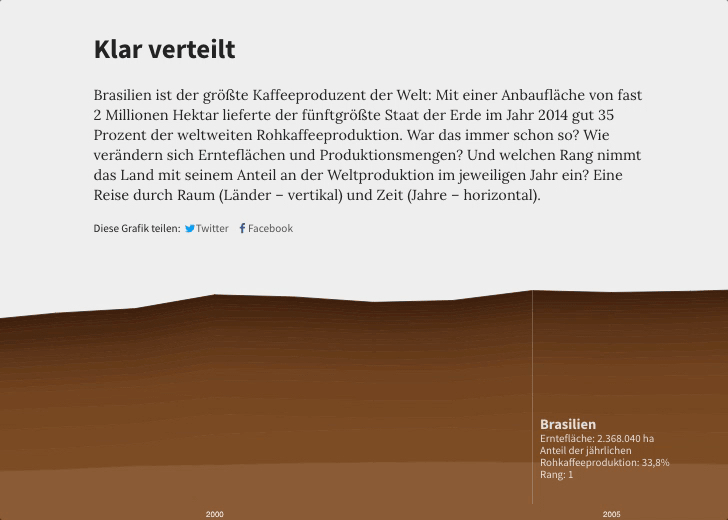 Klar verteilt
Brasilien ist der größte Kaffeeproduzent der Welt: Mit einer Anbaufläche von fast
2 Millionen Hektar lieferte der fünftgrößte Staat der Erde im Jahr 2014 gut 35
Prozent der weltweiten Rohkaffeeproduktion. War das immer schon so? Wie
verändern sich Ernteflächen und Produktionsmengen? Und welchen Rang nimmt
das Land mit seinem Anteil an der Weltproduktion im jeweiligen Jahr ein? Eine
Reise durch Raum (Länder – vertikal) und Zeit (Jahre – horizontal).
Diese Grafik teilen: Twitter Facebook
Brasilien
Erntefläche: 2.368.040 ha
Anteil der jährlichen
Rohkaffeeproduktion: 33,8%
Rang: 1
2000 2005